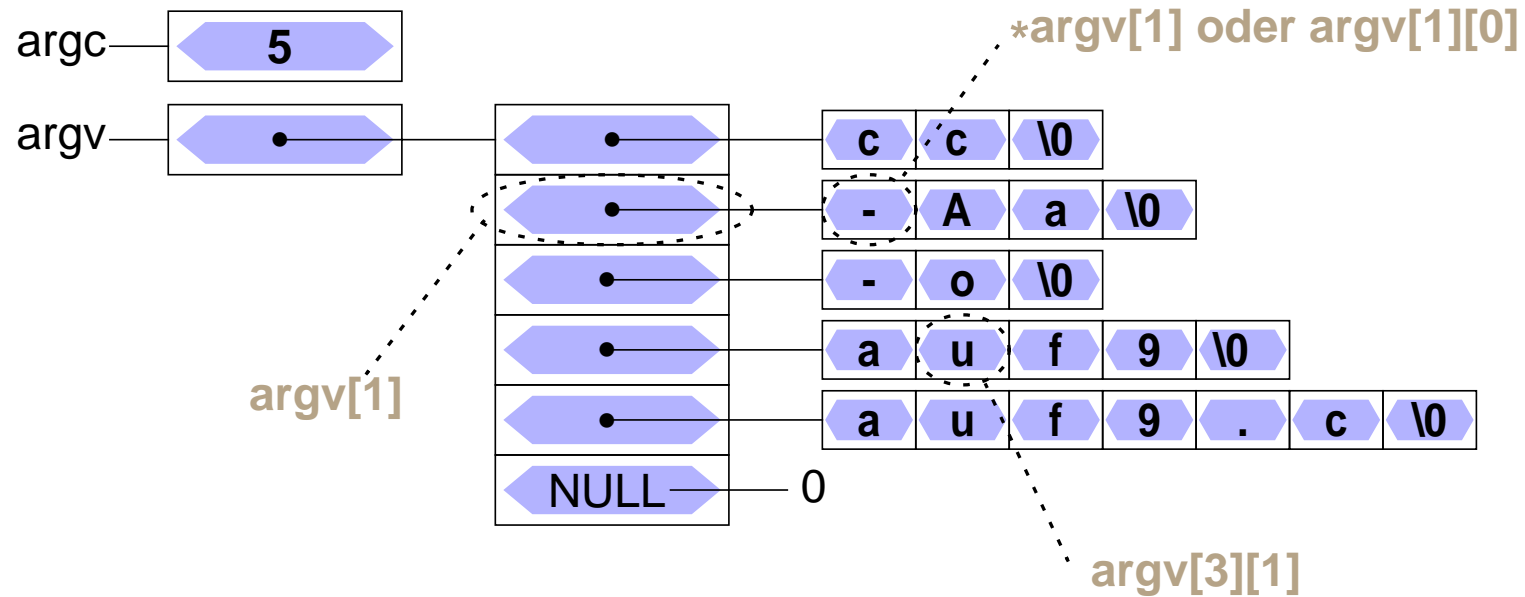 *argv[1] oder argv[1][0]
argc 5
argv c c \0
- A a \0
- o \0
a u f 9 \0
argv[1]
a u f 9 . c \0
NULL 0
argv[3][1]